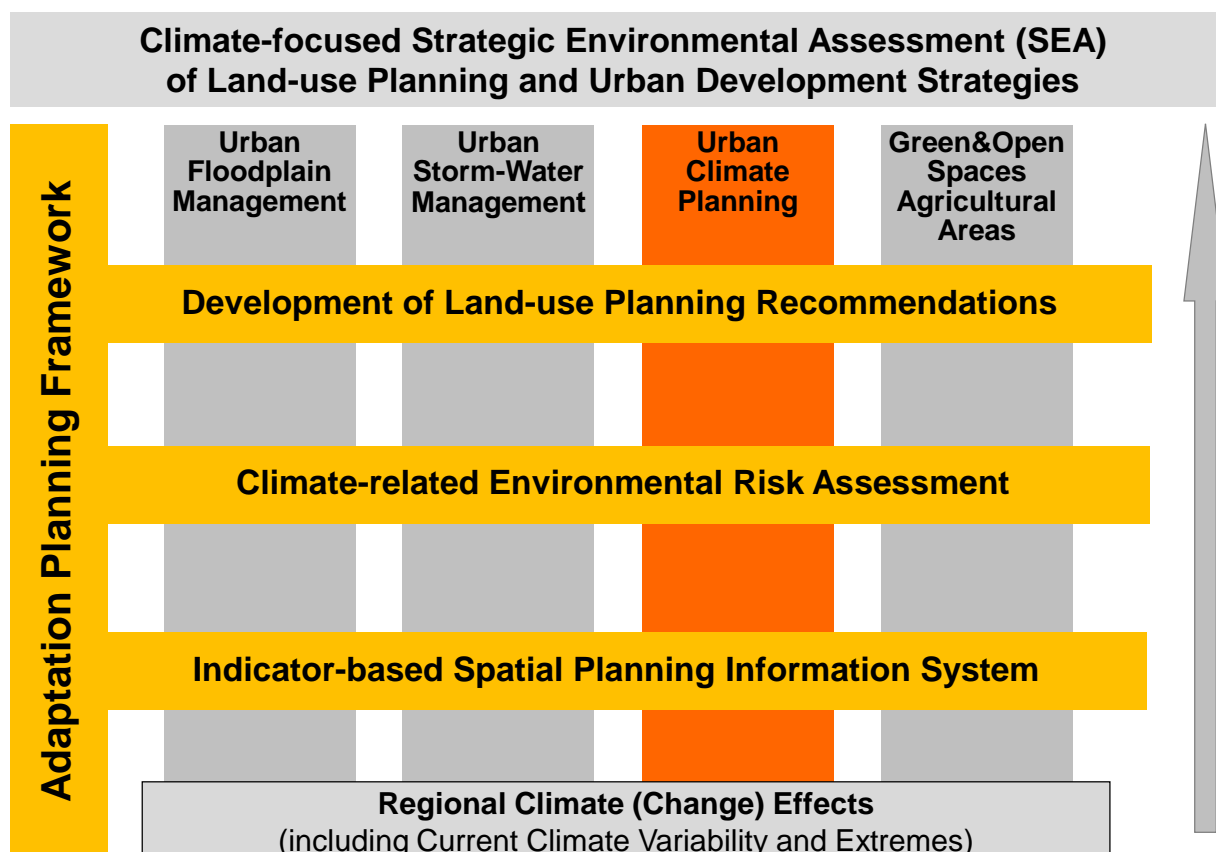 Climate-focused Strategic Environmental Assessment (SEA)
of Land-use Planning and Urban Development Strategies
Adaptation Planning Framework
Urban
Floodplain
Management
Urban
Storm-Water
Management
Urban
Climate
Planning
Green&Open
Spaces
Agricultural
Areas
Development of Land-use Planning Recommendations
Climate-related Environmental Risk Assessment
Indicator-based Spatial Planning Information System
Regional Climate (Change) Effects
(including Current Climate Variability and Extremes)